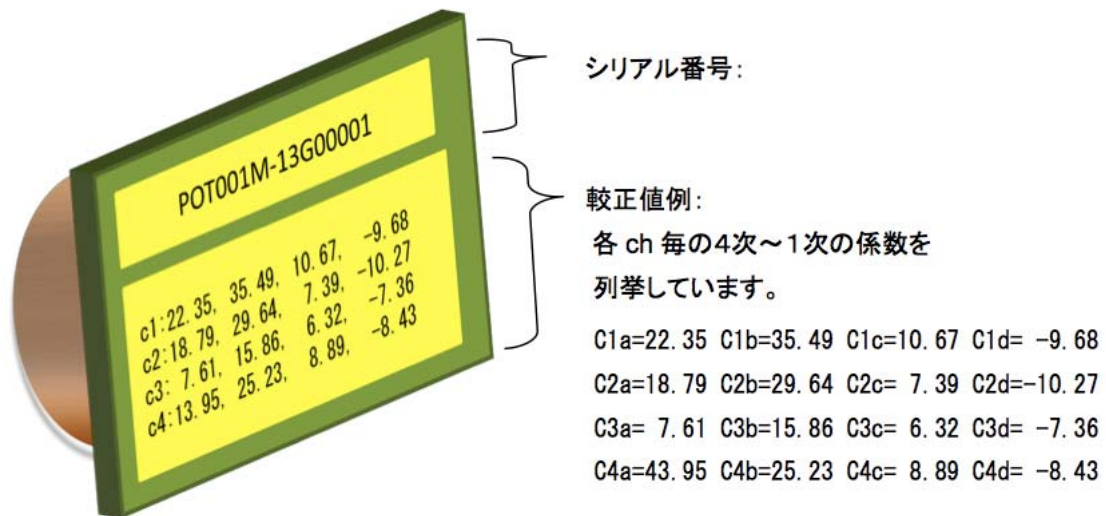 POT001M-13G00001
c1:22.35, 35.49, 10.67, -9.68
c2:18.79, 29.64, 7.39, -10.27
c3: 7.61, 15.86, 6.32, -7.36
c4:13.95, 25.23, 8.89, -8.43
シリアル番号:
較正値例:
各 ch 毎の4次～1次の係数を
列挙しています。
C1a=22.35 C1b=35.49 C1c=10.67 C1d= -9.68
C2a=18.79 C2b=29.64 C2c= 7.39 C2d=-10.27
C3a= 7.61 C3b=15.86 C3c= 6.32 C3d= -7.36
C4a=43.95 C4b=25.23 C4c= 8.89 C4d= -8.43